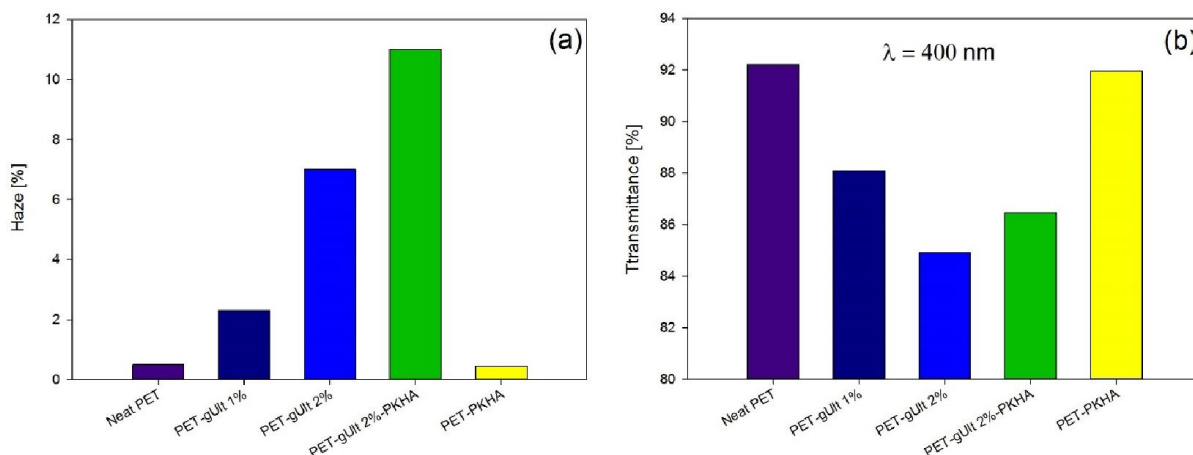 (a)
Haze [%]
12
10
8
6
4
2
0
Neat PET
PET-gUlt 1%
PET-gUlt 2%
PET-gUlt 2%-PKHA
PET-PKHA
(b)
λ = 400 nm
Ttransmittance [%]
94
92
90
88
86
84
82
80
Neat PET
PET-gUlt 1%
PET-gUlt 2%
PET-gUlt 2%-PKHA
PET-PKHA